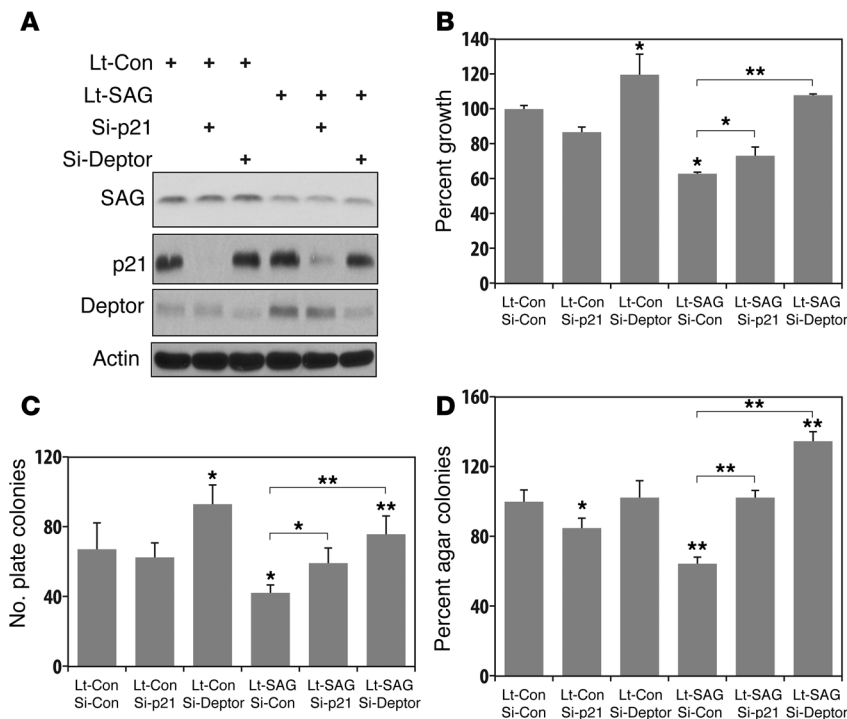 A
Lt-Con + + +
Lt-SAG + + +
Si-p21 + +
Si-Deptor + +
SAG
p21
Deptor
Actin
B
Percent growth
140
120
100
80
60
40
20
0
*
**
*
*
Lt-Con Lt-Con Lt-Con Lt-SAG Lt-SAG Lt-SAG
Si-Con Si-p21 Si-Deptor Si-Con Si-p21 Si-Deptor
C
No. plate colonies
120
80
40
0
*
**
**
*
*
Lt-Con Lt-Con Lt-Con Lt-SAG Lt-SAG Lt-SAG
Si-Con Si-p21 Si-Deptor Si-Con Si-p21 Si-Deptor
D
Percent agar colonies
160
120
80
40
0
**
**
**
*
**
Lt-Con Lt-Con Lt-Con Lt-SAG Lt-SAG Lt-SAG
Si-Con Si-p21 Si-Deptor Si-Con Si-p21 Si-Deptor